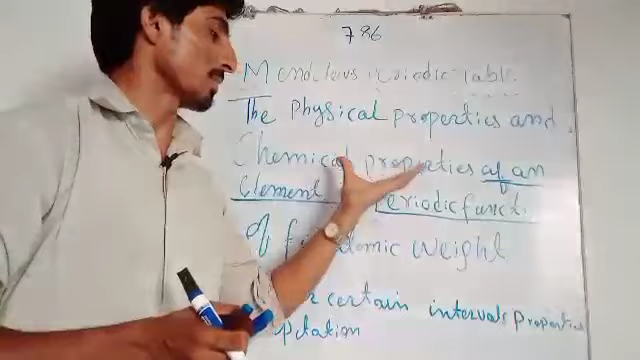 786
Mendeleevs Periodic Table.
The Physical properties and
Chemical properties of an
Element Periodic funct
of Atomic Weight
certain intervals Properties